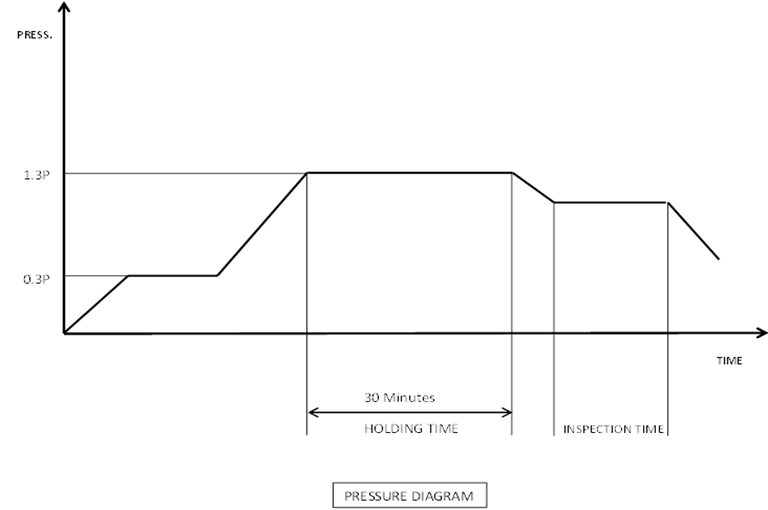 PRESS.
1.3P
0.3P
TIME
30 Minutes
HOLDING TIME
INSPECTION TIME
PRESSURE DIAGRAM